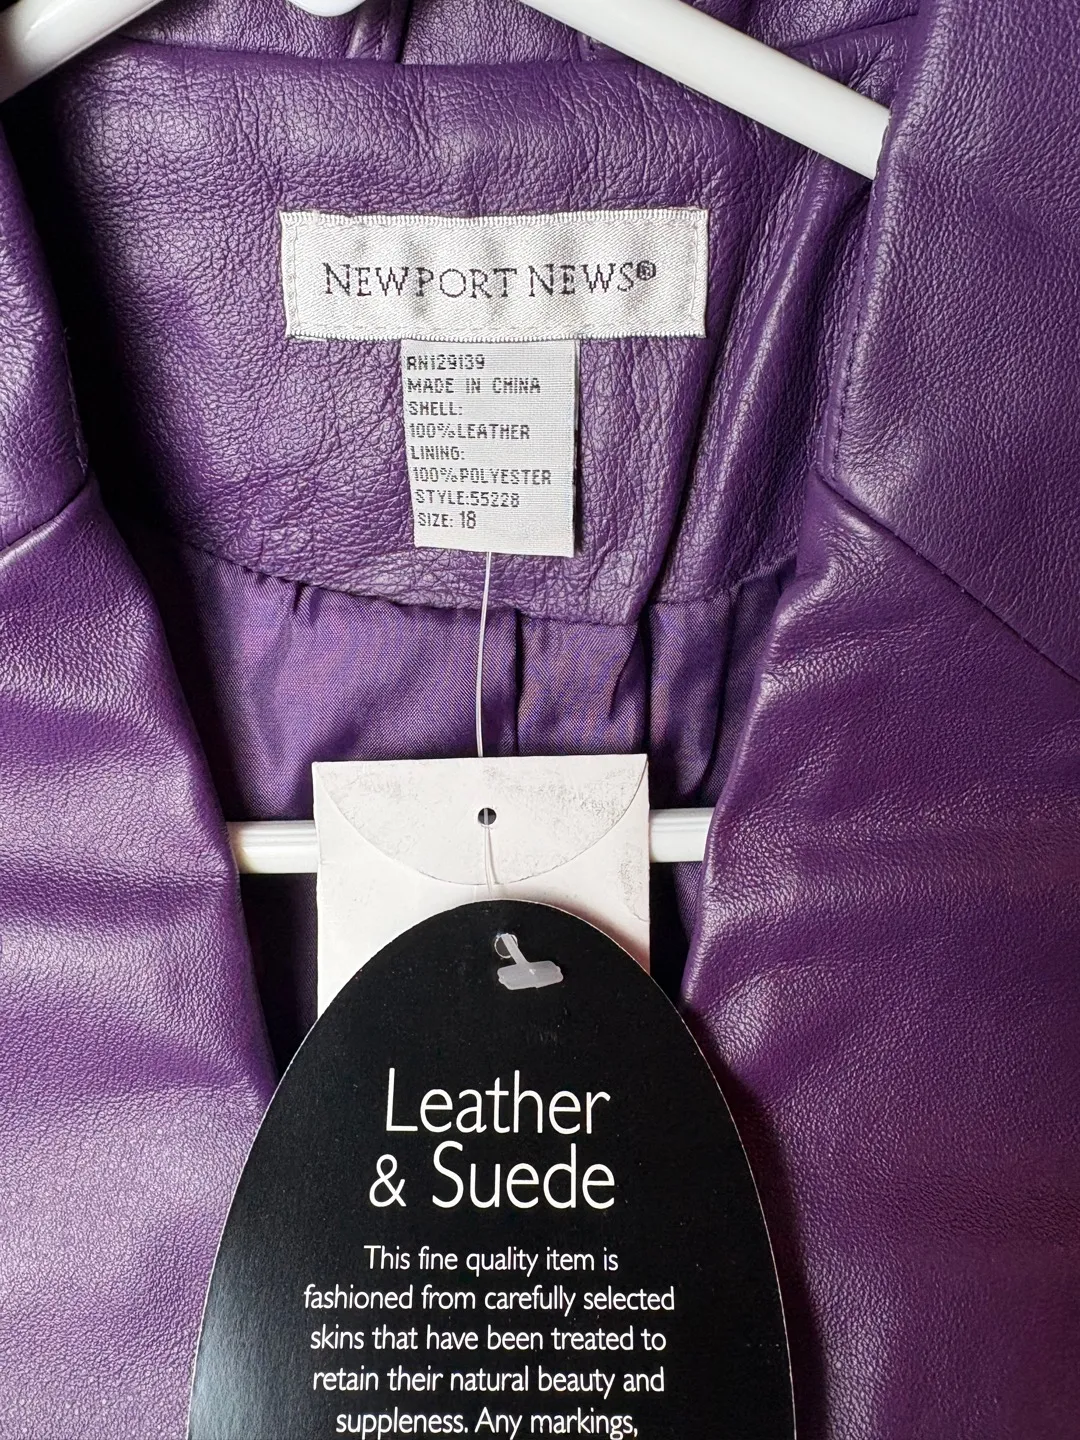 NEWPORT NEWS®
RN129139
MADE IN CHINA
SHELL:
100%LEATHER
LINING:
100%POLYESTER
STYLE:55228
SIZE: 18
Leather
& Suede
This fine quality item is
fashioned from carefully selected
skins that have been treated to
retain their natural beauty and
suppleness. Any markings,